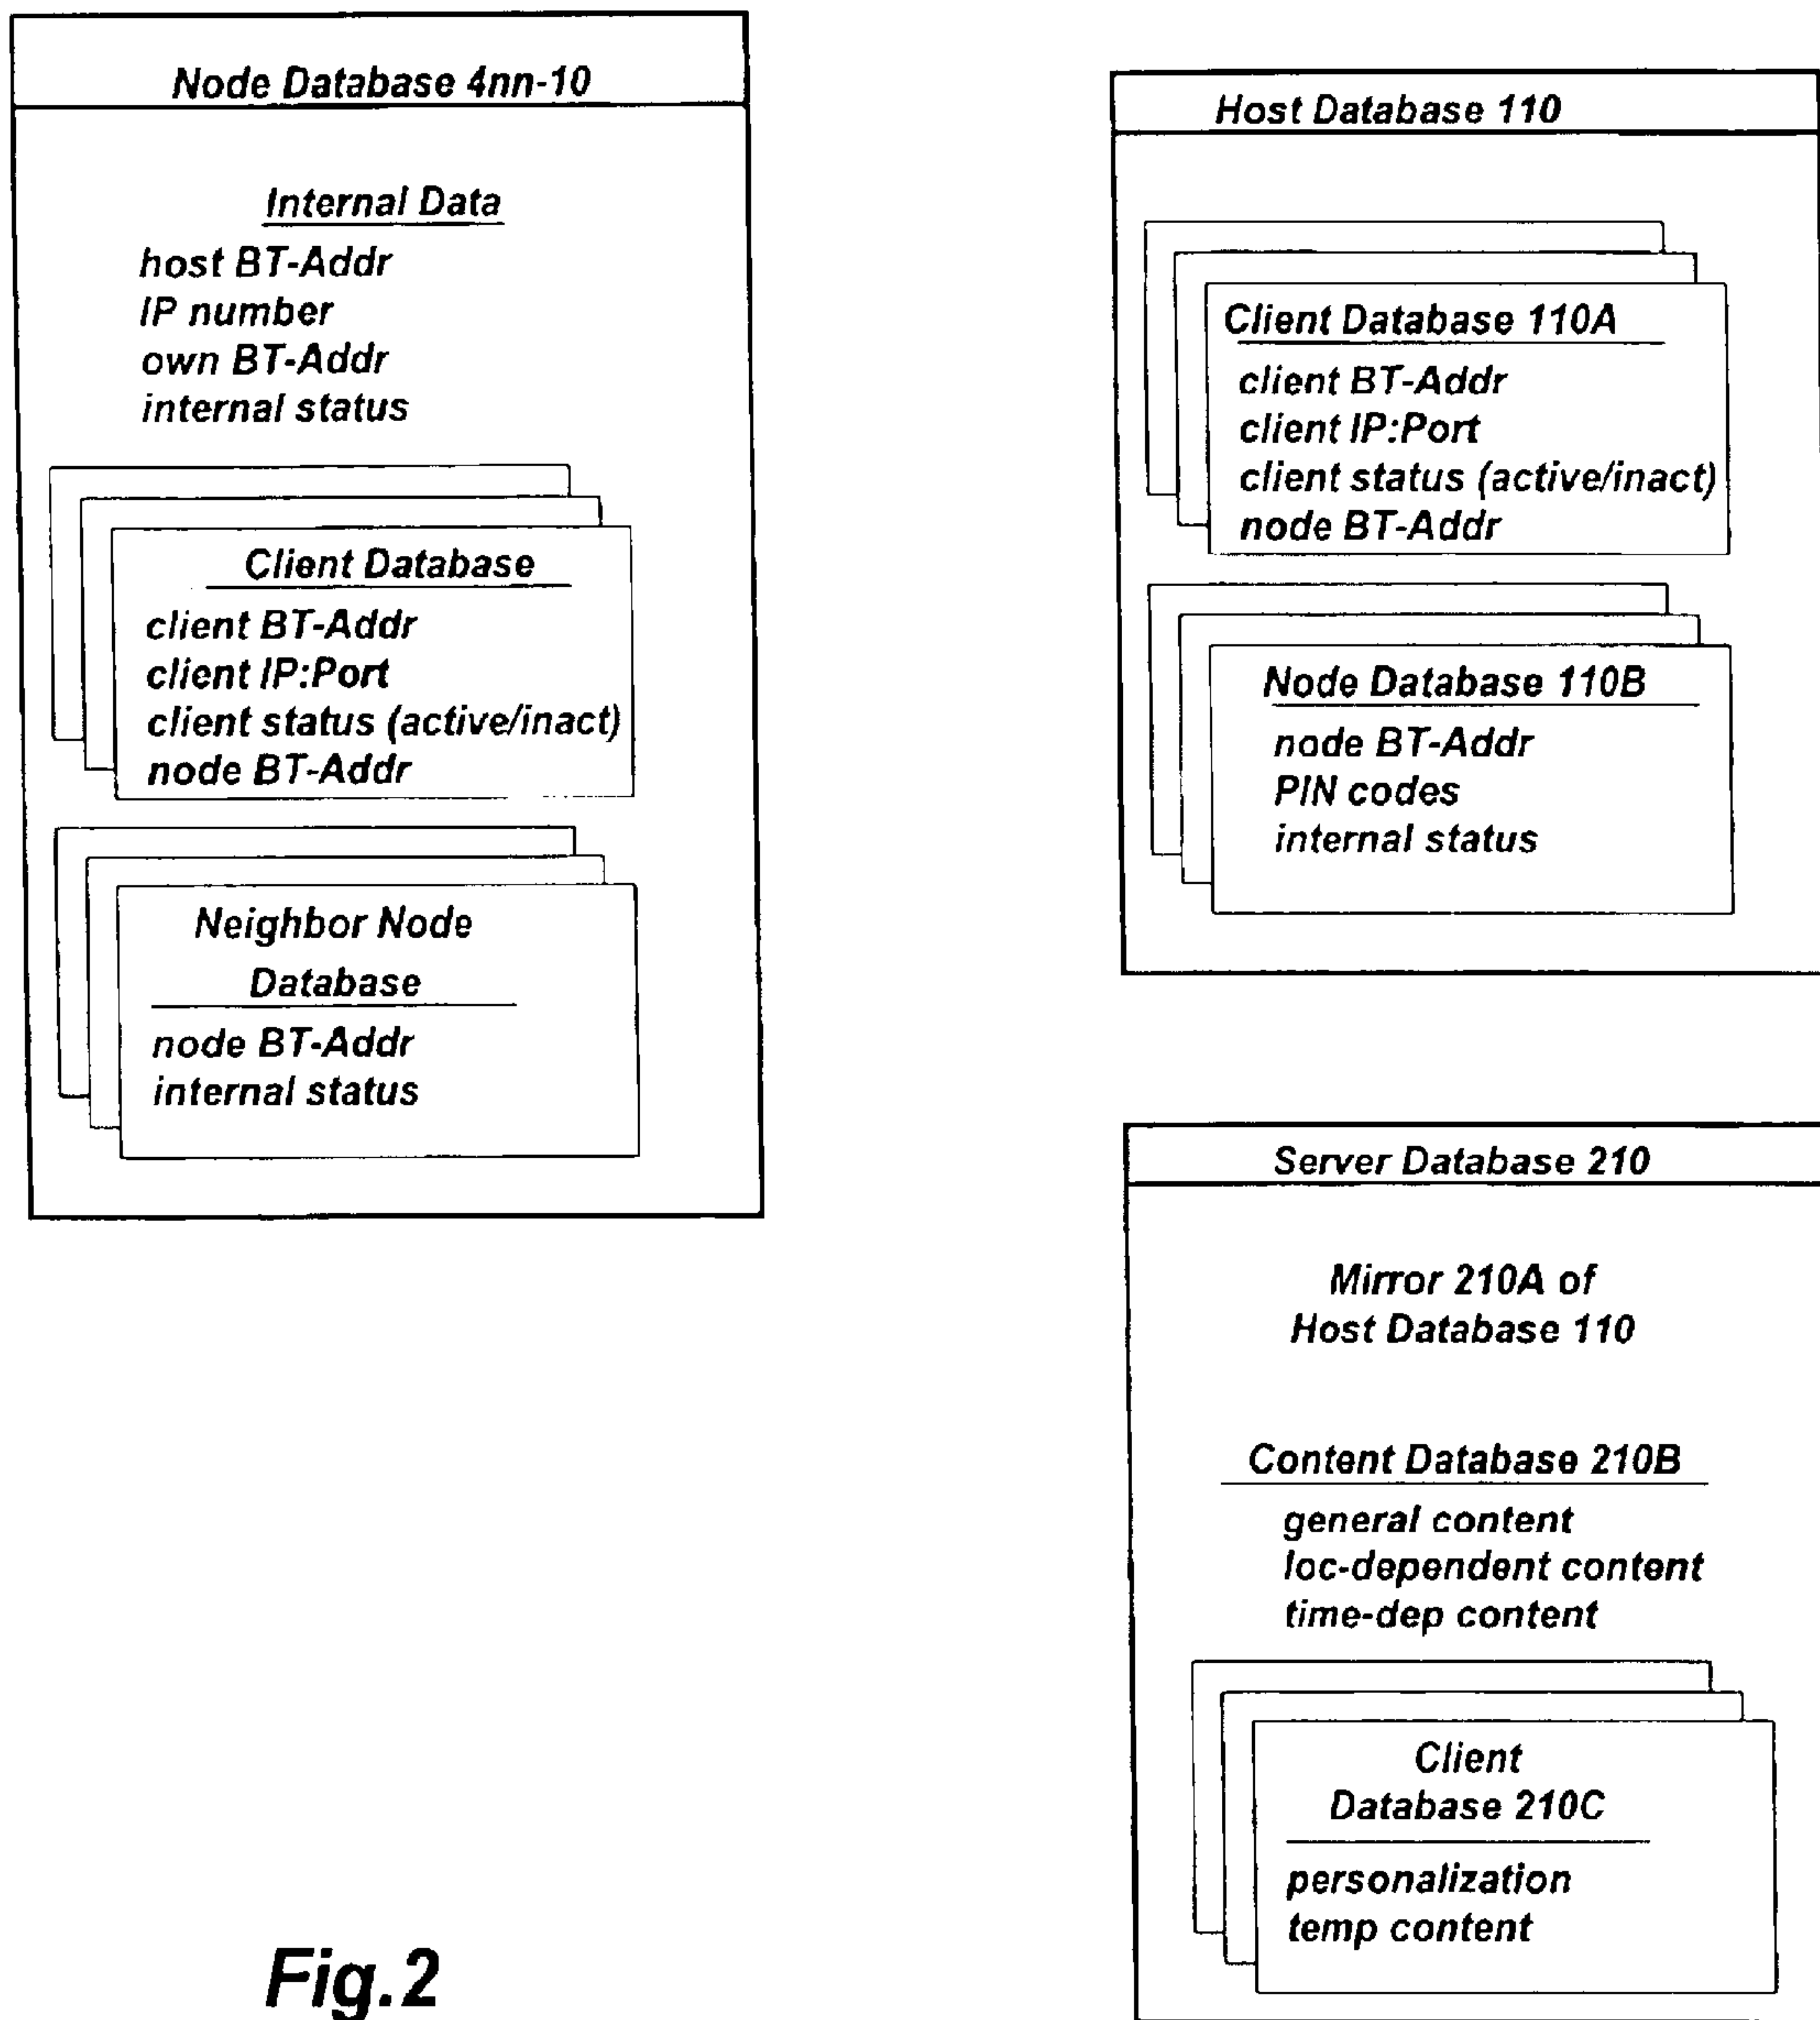 Node Database 4nn-10
Internal Data
host BT-Addr
IP number
own BT-Addr
internal status
Client Database
client BT-Addr
client IP:Port
client status (active/inact)
node BT-Addr
Neighbor Node
Database
node BT-Addr
internal status
Host Database 110
Client Database 110A
client BT-Addr
client IP:Port
client status (active/inact)
node BT-Addr
Node Database 110B
node BT-Addr
PIN codes
internal status
Server Database 210
Mirror 210A of
Host Database 110
Content Database 210B
general content
loc-dependent content
time-dep content
Client
Database 210C
personalization
temp content
Fig.2